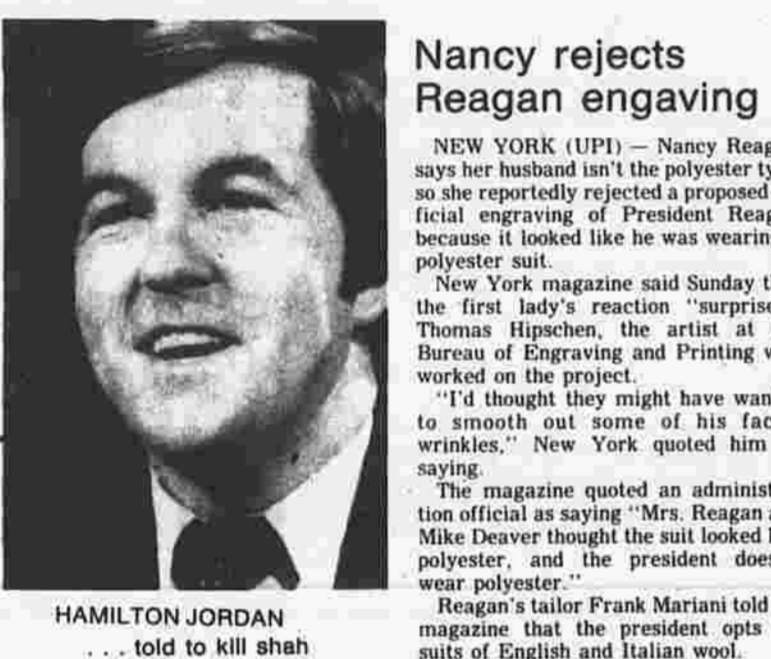 HAMILTON JORDAN
. . . told to kill shah
Nancy rejects
Reagan engaving
NEW YORK (UPI) — Nancy Reag
says her husband isn't the polyester ty
so she reportedly rejected a proposed
ficial engraving of President Reag
because it looked like he was wearin
polyester suit.
New York magazine said Sunday t
the first lady's reaction "surprise
Thomas Hipschen, the artist at
Bureau of Engraving and Printing w
worked on the project.
"I'd thought they might have wan
to smooth out some of his fac
wrinkles," New York quoted him
saying.
The magazine quoted an administ
tion official as saying "Mrs. Reagan a
Mike Deaver thought the suit looked l
polyester, and the president does
wear polyester."
Reagan's tailor Frank Mariani told
magazine that the president opts
suits of English and Italian wool.